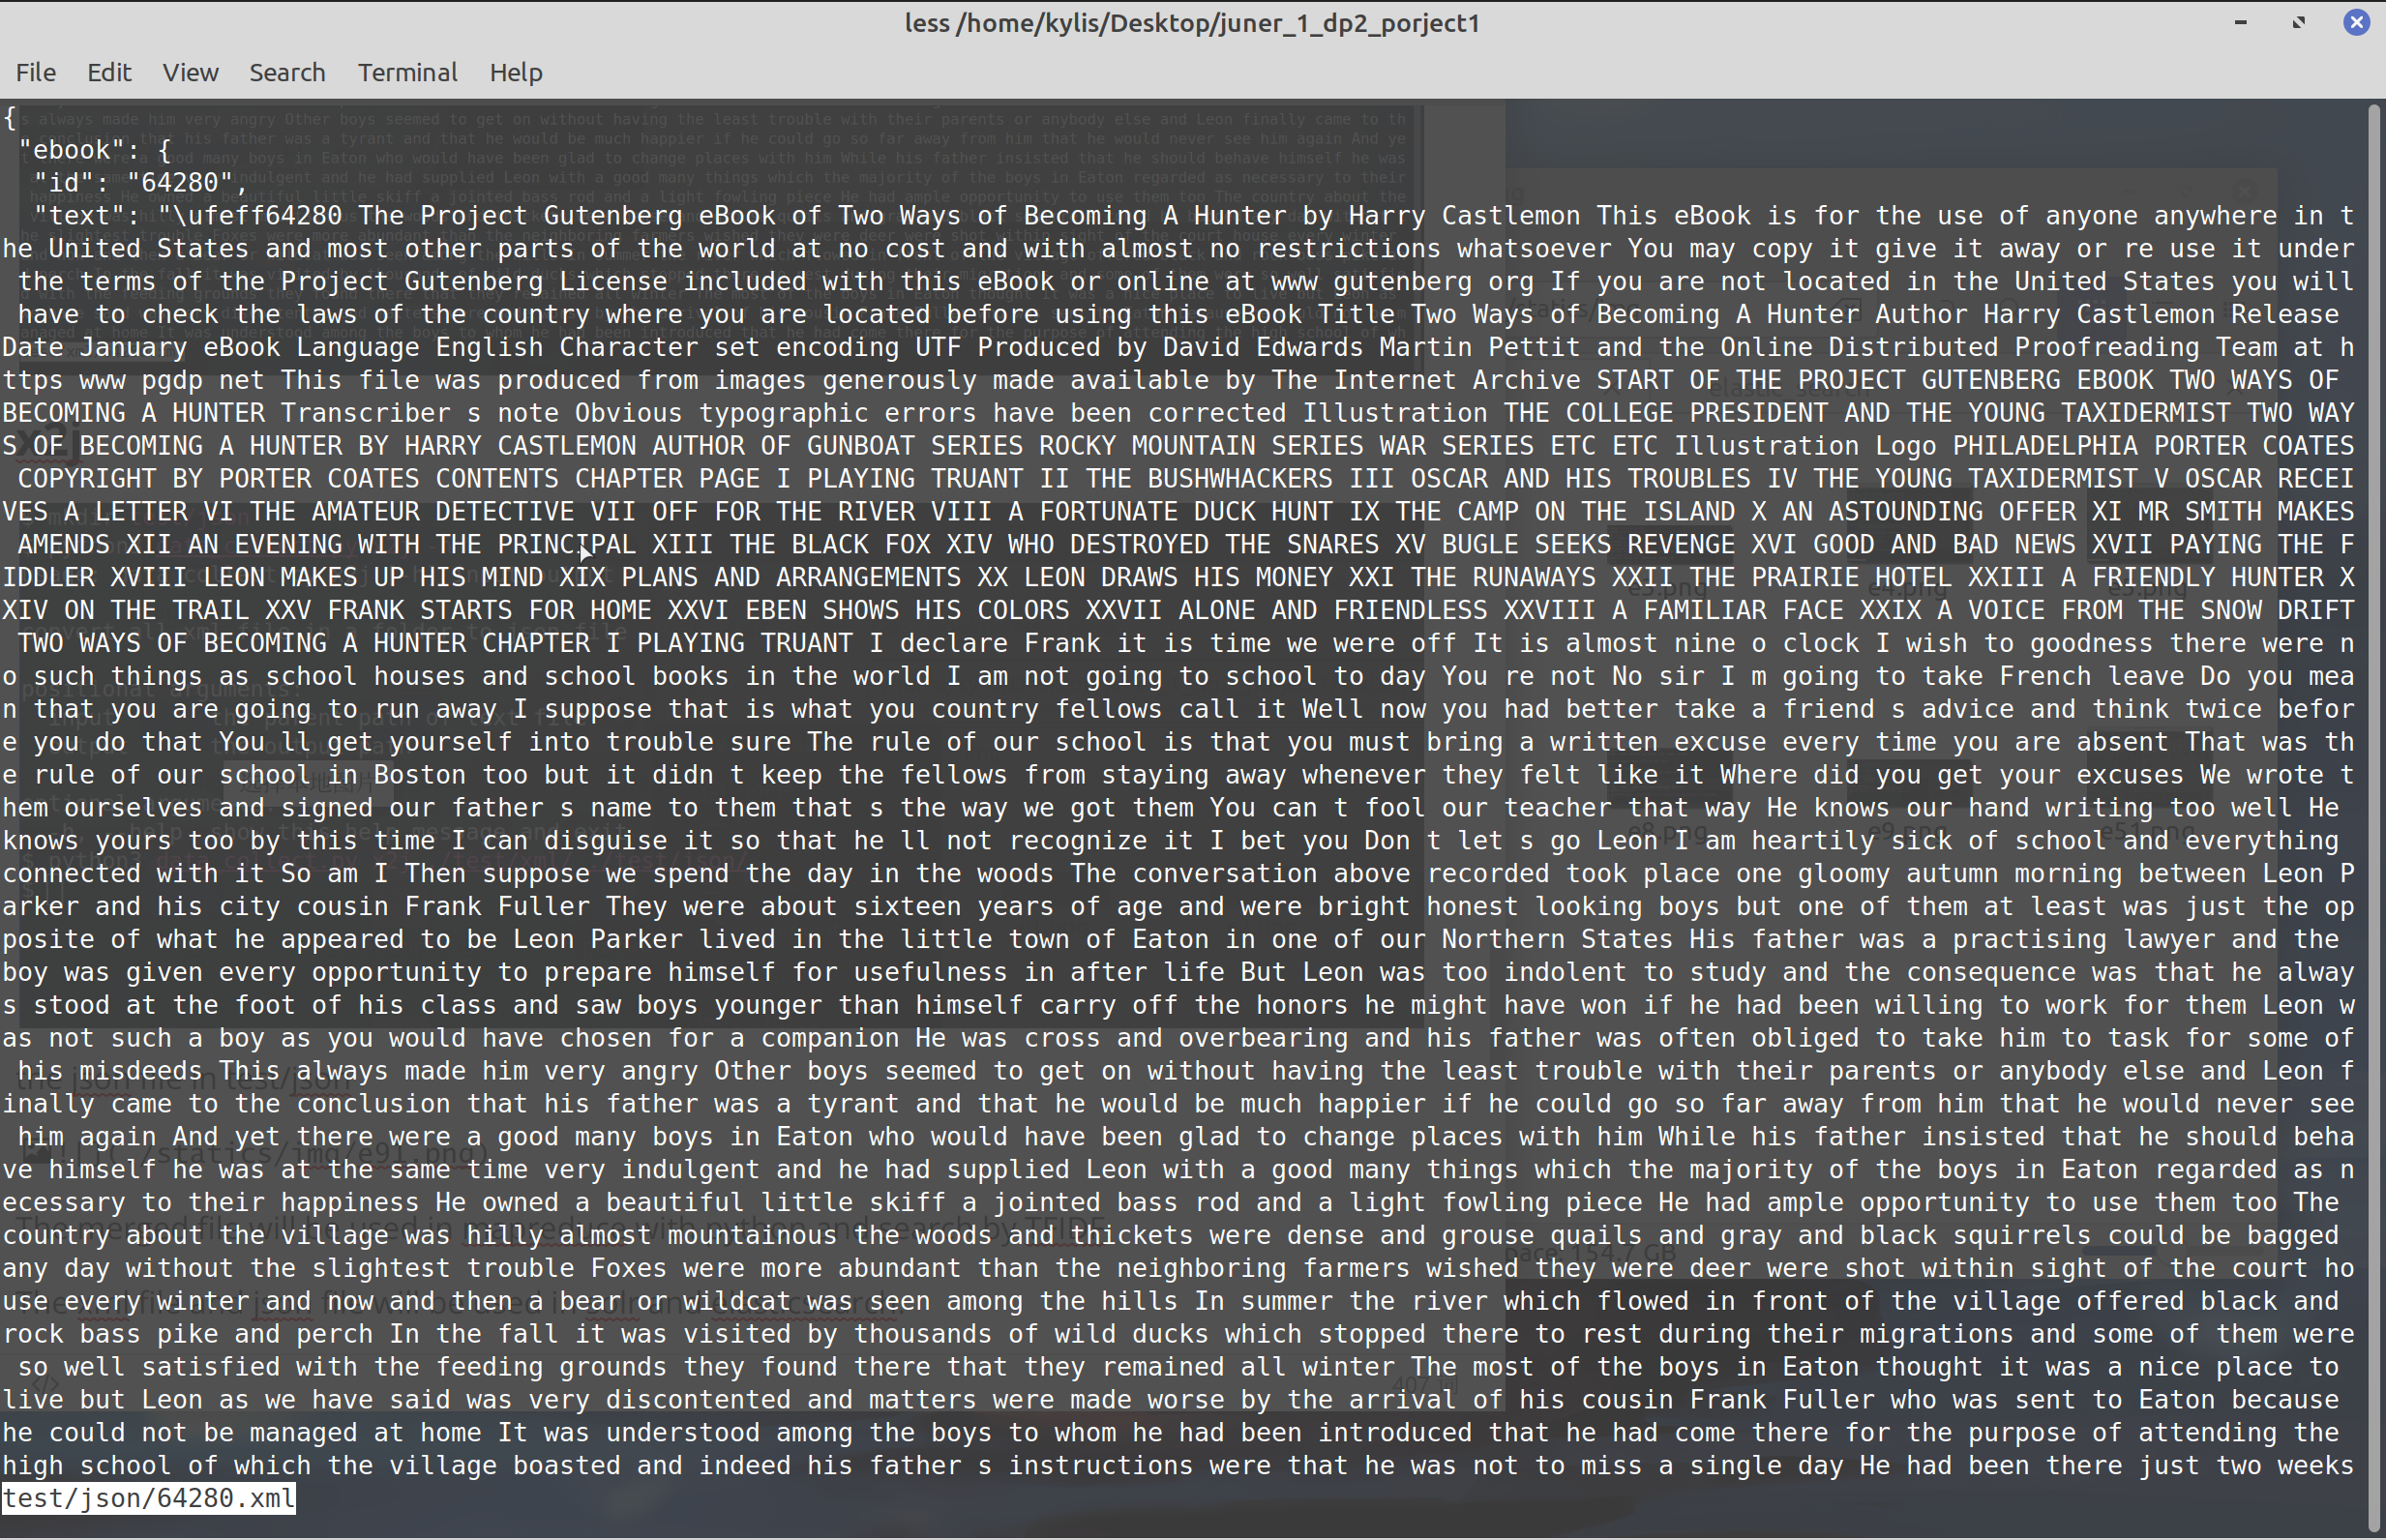 less /home/kylis/Desktop/juner_1_dp2_porject1
File Edit View Search Terminal Help
{
 "ebook": {
  "id": "64280",
  "text": "\ufeff64280 The Project Gutenberg eBook of Two Ways of Becoming A Hunter by Harry Castlemon This eBook is for the use of anyone anywhere in t
he United States and most other parts of the world at no cost and with almost no restrictions whatsoever You may copy it give it away or re use it under
 the terms of the Project Gutenberg License included with this eBook or online at www gutenberg org If you are not located in the United States you will
 have to check the laws of the country where you are located before using this eBook Title Two Ways of Becoming A Hunter Author Harry Castlemon Release
Date January eBook Language English Character set encoding UTF Produced by David Edwards Martin Pettit and the Online Distributed Proofreading Team at h
ttps www pgdp net This file was produced from images generously made available by The Internet Archive START OF THE PROJECT GUTENBERG EBOOK TWO WAYS OF
BECOMING A HUNTER Transcriber s note Obvious typographic errors have been corrected Illustration THE COLLEGE PRESIDENT AND THE YOUNG TAXIDERMIST TWO WAY
S OF BECOMING A HUNTER BY HARRY CASTLEMON AUTHOR OF GUNBOAT SERIES ROCKY MOUNTAIN SERIES WAR SERIES ETC ETC Illustration Logo PHILADELPHIA PORTER COATES
 COPYRIGHT BY PORTER COATES CONTENTS CHAPTER PAGE I PLAYING TRUANT II THE BUSHWHACKERS III OSCAR AND HIS TROUBLES IV THE YOUNG TAXIDERMIST V OSCAR RECEI
VES A LETTER VI THE AMATEUR DETECTIVE VII OFF FOR THE RIVER VIII A FORTUNATE DUCK HUNT IX THE CAMP ON THE ISLAND X AN ASTOUNDING OFFER XI MR SMITH MAKES
 AMENDS XII AN EVENING WITH THE PRINCIPAL XIII THE BLACK FOX XIV WHO DESTROYED THE SNARES XV BUGLE SEEKS REVENGE XVI GOOD AND BAD NEWS XVII PAYING THE F
IDDLER XVIII LEON MAKES UP HIS MIND XIX PLANS AND ARRANGEMENTS XX LEON DRAWS HIS MONEY XXI THE RUNAWAYS XXII THE PRAIRIE HOTEL XXIII A FRIENDLY HUNTER X
XIV ON THE TRAIL XXV FRANK STARTS FOR HOME XXVI EBEN SHOWS HIS COLORS XXVII ALONE AND FRIENDLESS XXVIII A FAMILIAR FACE XXIX A VOICE FROM THE SNOW DRIFT
 TWO WAYS OF BECOMING A HUNTER CHAPTER I PLAYING TRUANT I declare Frank it is time we were off It is almost nine o clock I wish to goodness there were n
o such things as school houses and school books in the world I am not going to school to day You re not No sir I m going to take French leave Do you mea
n that you are going to run away I suppose that is what you country fellows call it Well now you had better take a friend s advice and think twice befor
e you do that You ll get yourself into trouble sure The rule of our school is that you must bring a written excuse every time you are absent That was th
e rule of our school in Boston too but it didn t keep the fellows from staying away whenever they felt like it Where did you get your excuses We wrote t
hem ourselves and signed our father s name to them that s the way we got them You can t fool our teacher that way He knows our hand writing too well He
knows yours too by this time I can disguise it so that he ll not recognize it I bet you Don t let s go Leon I am heartily sick of school and everything
connected with it So am I Then suppose we spend the day in the woods The conversation above recorded took place one gloomy autumn morning between Leon P
arker and his city cousin Frank Fuller They were about sixteen years of age and were bright honest looking boys but one of them at least was just the op
posite of what he appeared to be Leon Parker lived in the little town of Eaton in one of our Northern States His father was a practising lawyer and the
boy was given every opportunity to prepare himself for usefulness in after life But Leon was too indolent to study and the consequence was that he alway
s stood at the foot of his class and saw boys younger than himself carry off the honors he might have won if he had been willing to work for them Leon w
as not such a boy as you would have chosen for a companion He was cross and overbearing and his father was often obliged to take him to task for some of
 his misdeeds This always made him very angry Other boys seemed to get on without having the least trouble with their parents or anybody else and Leon f
inally came to the conclusion that his father was a tyrant and that he would be much happier if he could go so far away from him that he would never see
 him again And yet there were a good many boys in Eaton who would have been glad to change places with him While his father insisted that he should beha
ve himself he was at the same time very indulgent and he had supplied Leon with a good many things which the majority of the boys in Eaton regarded as n
ecessary to their happiness He owned a beautiful little skiff a jointed bass rod and a light fowling piece He had ample opportunity to use them too The
country about the village was hilly almost mountainous the woods and thickets were dense and grouse quails and gray and black squirrels could be bagged
any day without the slightest trouble Foxes were more abundant than the neighboring farmers wished they were deer were shot within sight of the court ho
use every winter and now and then a bear or wildcat was seen among the hills In summer the river which flowed in front of the village offered black and
rock bass pike and perch In the fall it was visited by thousands of wild ducks which stopped there to rest during their migrations and some of them were
 so well satisfied with the feeding grounds they found there that they remained all winter The most of the boys in Eaton thought it was a nice place to
live but Leon as we have said was very discontented and matters were made worse by the arrival of his cousin Frank Fuller who was sent to Eaton because
he could not be managed at home It was understood among the boys to whom he had been introduced that he had come there for the purpose of attending the
high school of which the village boasted and indeed his father s instructions were that he was not to miss a single day He had been there just two weeks
test/json/64280.xml